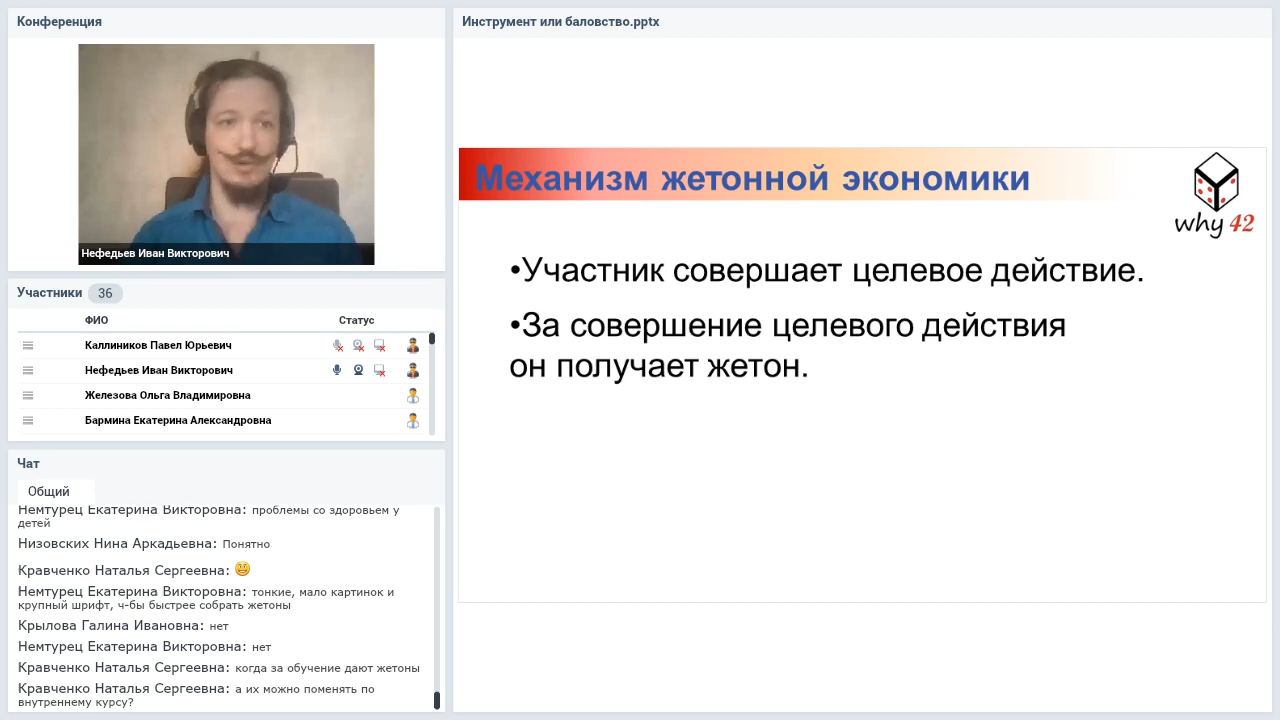 Конференция
Нефедьев Иван Викторович
Участники 36
ФИО Статус
Каллиников Павел Юрьевич
Нефедьев Иван Викторович
Железова Ольга Владимировна
Бармина Екатерина Александровна
Чат
Общий
Немтурец Екатерина Викторовна: проблемы со здоровьем у
детей
Низовских Нина Аркадьевна: Понятно
Кравченко Наталья Сергеевна:
Немтурец Екатерина Викторовна: тонкие, мало картинок и
крупный шрифт, ч-бы быстрее собрать жетоны
Крылова Галина Ивановна: нет
Немтурец Екатерина Викторовна: нет
Кравченко Наталья Сергеевна: когда за обучение дают жетоны
Кравченко Наталья Сергеевна: а их можно поменять по
внутреннему курсу?
Инструмент или баловство.pptx
Механизм жетонной экономики
why 42
•Участник совершает целевое действие.
•За совершение целевого действия
он получает жетон.